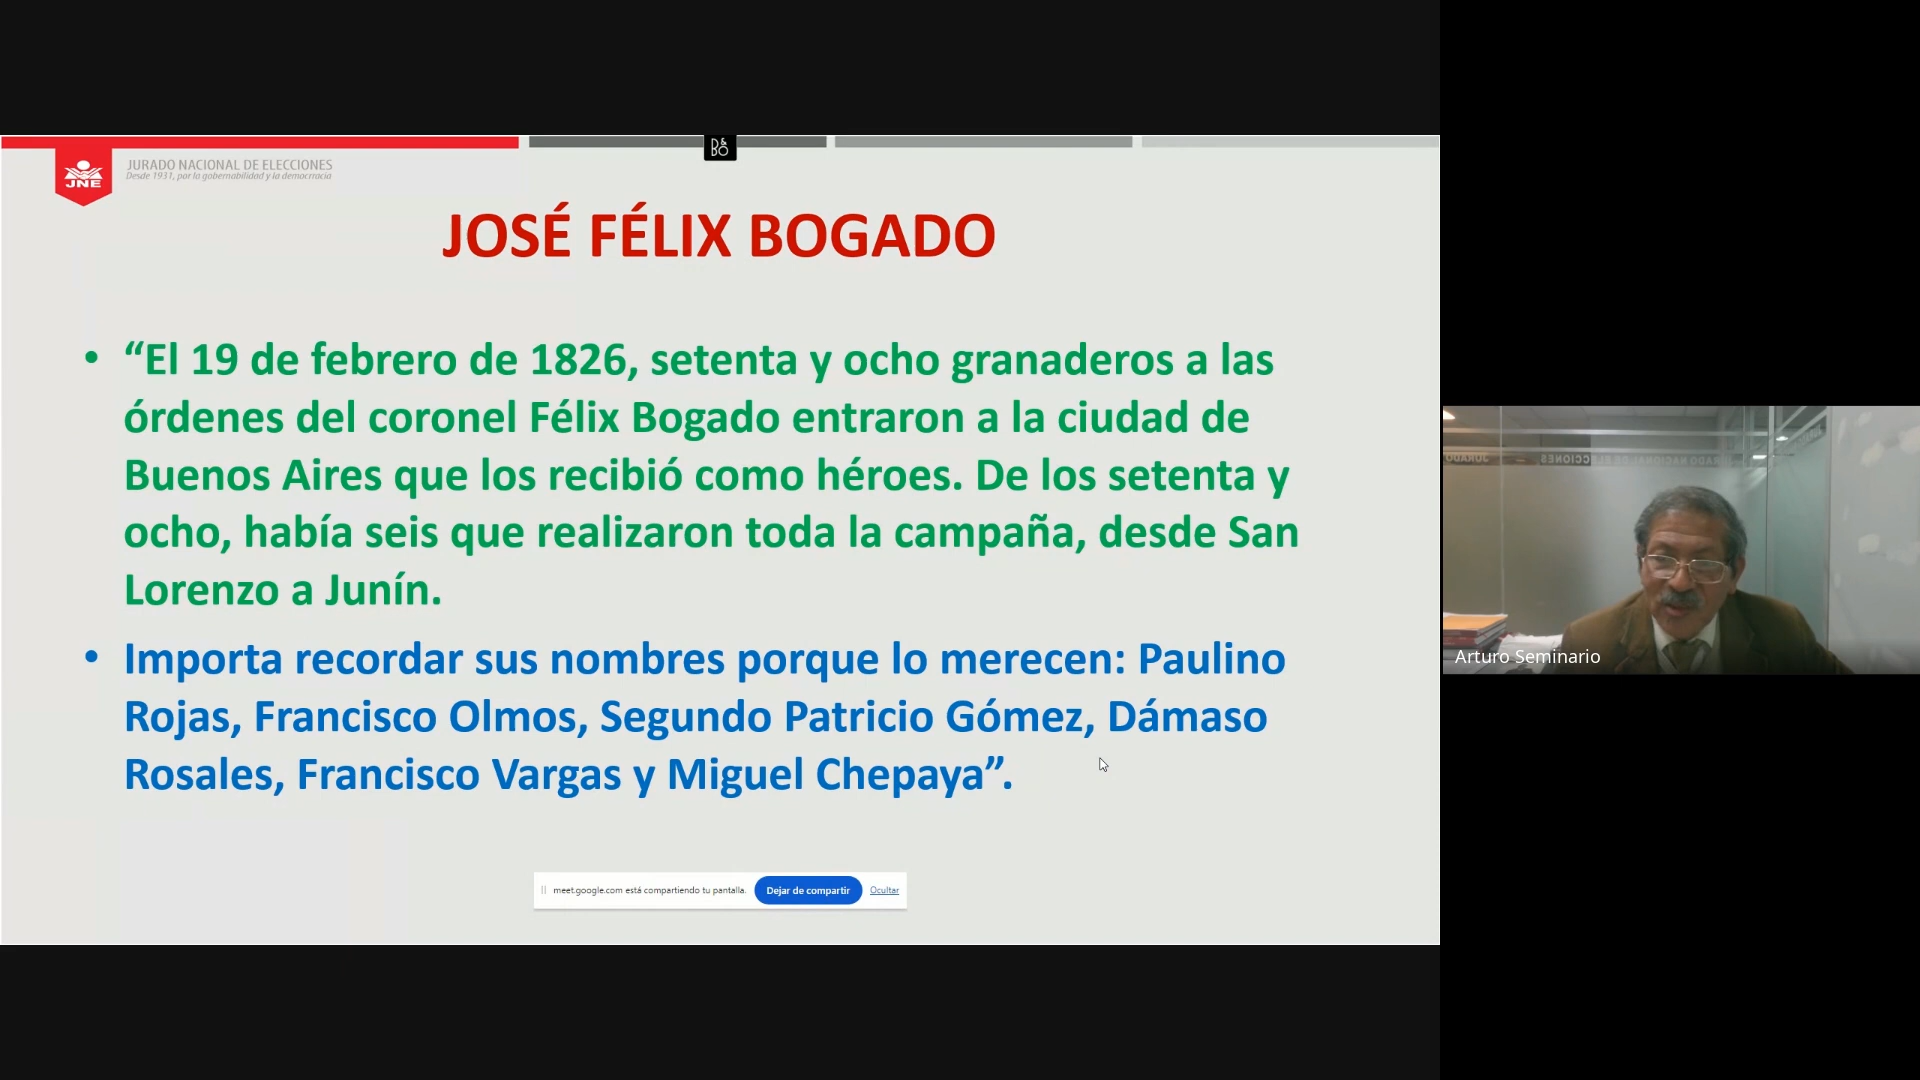 JURADO NACIONAL DE ELECCIONES
Desde 1931, por la gobernabilidad y la democrracia
JNE
B&O
JOSÉ FÉLIX BOGADO
• “El 19 de febrero de 1826, setenta y ocho granaderos a las
órdenes del coronel Félix Bogado entraron a la ciudad de
Buenos Aires que los recibió como héroes. De los setenta y
ocho, había seis que realizaron toda la campaña, desde San
Lorenzo a Junín.
• Importa recordar sus nombres porque lo merecen: Paulino
Rojas, Francisco Olmos, Segundo Patricio Gómez, Dámaso
Rosales, Francisco Vargas y Miguel Chepaya”.
meet.google.com está compartiendo tu pantalla.
Dejar de compartir
Ocultar
Arturo Seminario